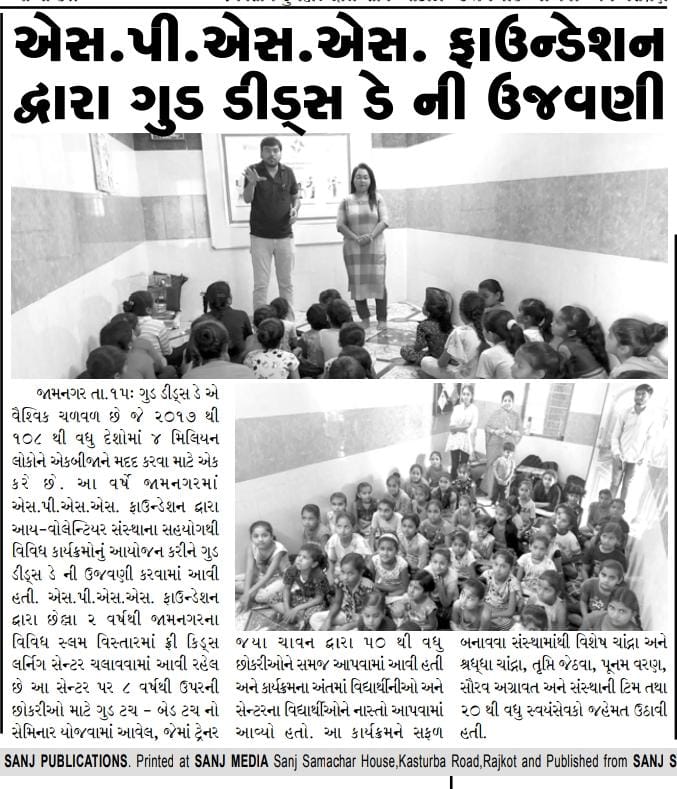 એસ.પી.એસ.એસ. ફાઉન્ડેશન
દ્વારા ગુડ ડીડ્સ ડે ની ઉજવણી
જામનગર તા.૧૫: ગુડ ડીડ્સ ડે એ
વૈશ્વિક ચળવળ છે જે ૨૦૧૭ થી
૧૦૮ થી વધુ દેશોમાં ૪ મિલિયન
લોકોને એકબીજાને મદદ કરવા માટે એક
કરે છે. આ વર્ષે જામનગરમાં
એસ.પી.એસ.એસ. ફાઉન્ડેશન દ્વારા
આય-વોલેન્ટિયર સંસ્થાના સહયોગથી
વિવિધ કાર્યક્રમોનું આયોજન કરીને ગુડ
ડીડ્સ ડે ની ઉજવણી કરવામાં આવી
હતી. એસ.પી.એસ.એસ. ફાઉન્ડેશન
દ્વારા છેલ્લા ૨ વર્ષથી જામનગરના
વિવિધ સ્લમ વિસ્તારમાં ફ્રી કિડ્સ
લર્નિગ સેન્ટર ચલાવવામાં આવી રહેલ
છે આ સેન્ટર પર ૮ વર્ષથી ઉપરની
છોકરીઓ માટે ગુડ ટચ - બેડ ટચ નો
સેમિનાર યોજવામાં આવેલ, જેમાં ટ્રેનર
જયા ચાવન દ્વારા ૫૦ થી વધુ
છોકરીઓને સમજ આપવામાં આવી હતી
અને કાર્યક્રમના અંતમાં વિદ્યાર્થીનીઓ અને
સેન્ટરના વિદ્યાર્થીઓને નાસ્તો આપવામાં
આવ્યો હતો. આ કાર્યક્રમને સફળ
બનાવવા સંસ્થામાંથી વિશેષ ચાંદ્રા અને
શ્રદ્ધા ચાંદ્રા, તૃપ્તિ જેઠવા, પૂનમ વરણ,
સૌરવ અગ્રાવત અને સંસ્થાની ટિમ તથા
૨૦ થી વધુ સ્વયંસેવકો જહેમત ઉઠાવી
હતી.
SANJ PUBLICATIONS. Printed at SANJ MEDIA Sanj Samachar House,Kasturba Road,Rajkot and Published from SANJ S